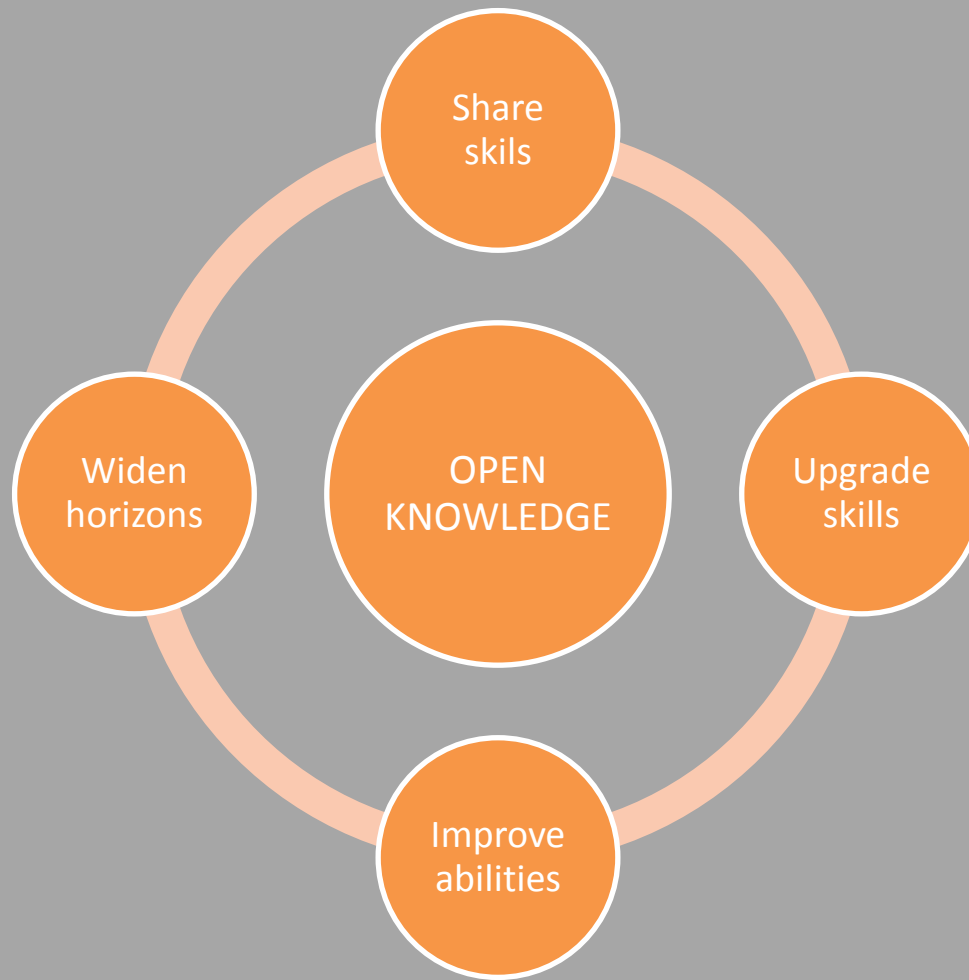 Share
skils
Widen
horizons
OPEN
KNOWLEDGE
Upgrade
skills
Improve
abilities